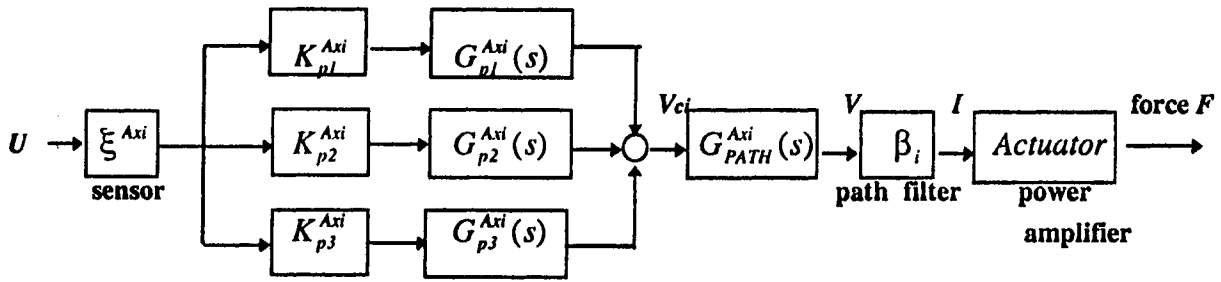 K_{p1}^{Axi} G_{p1}^{Axi}(s)
V_{ci} V I force F
U ξ^{Axi} K_{p2}^{Axi} G_{p2}^{Axi}(s) G_{PATH}^{Axi}(s) β_i Actuator
sensor path filter power
K_{p3}^{Axi} G_{p3}^{Axi}(s) amplifier